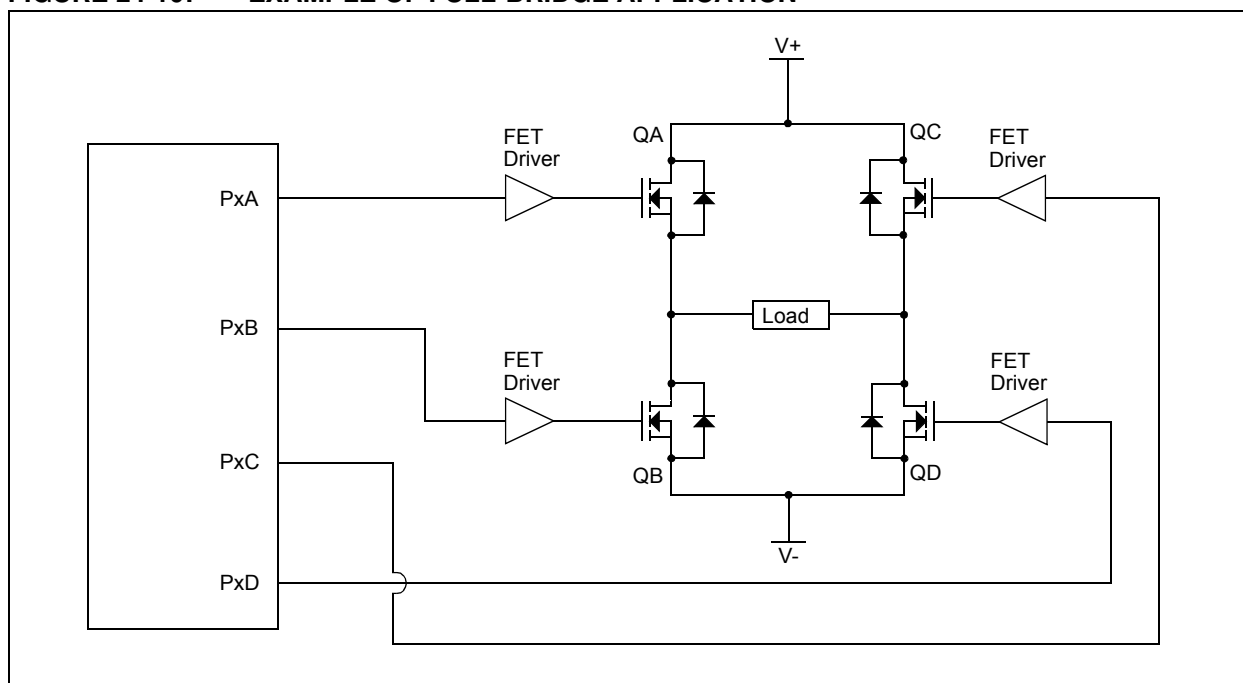 FIGURE EXAMPLE OF FULL-BRIDGE APPLICATION
V+
FET
Driver
QA
QC
FET
Driver
PxA
PxB
Load
FET
Driver
FET
Driver
PxC
QB
QD
V-
PxD